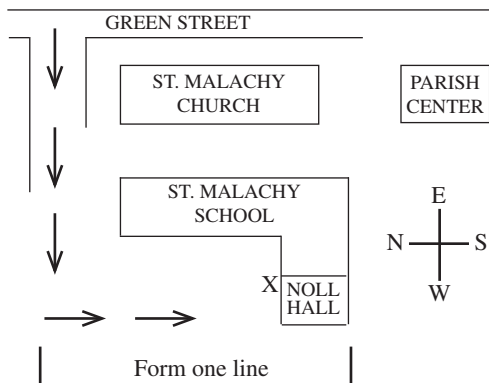 GREEN STREET
ST. MALACHY
CHURCH
PARISH
CENTER
ST. MALACHY
SCHOOL
E
N
S
W
X
NOLL
HALL
Form one line